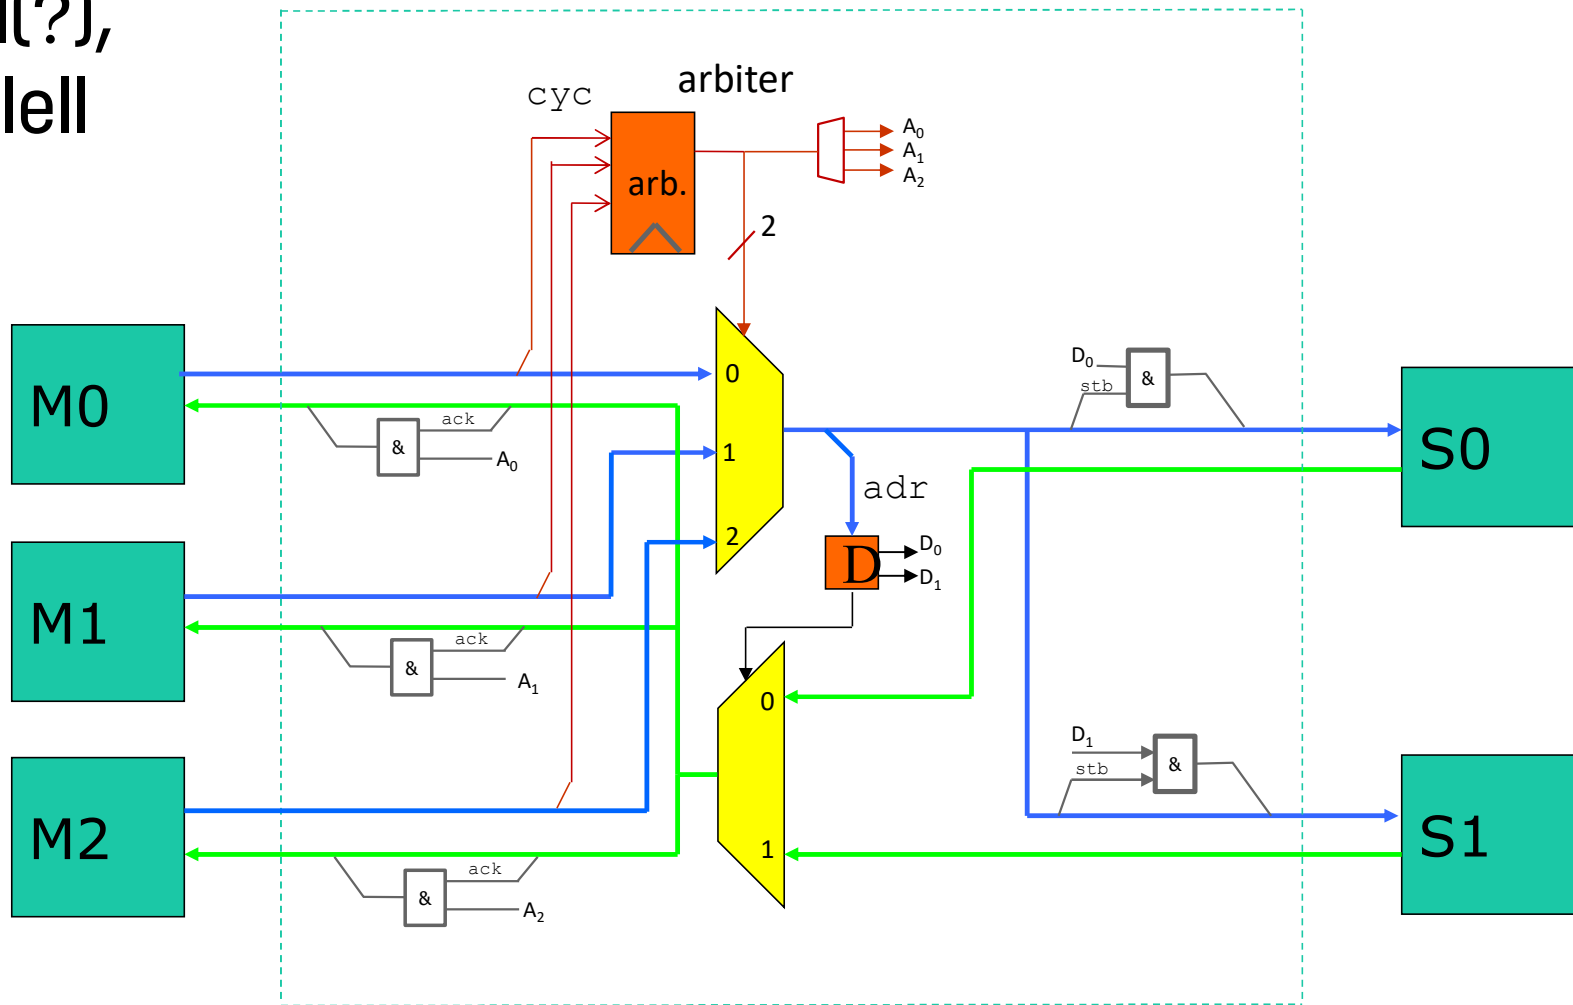 l(?),
lell
arbiter
cyc
arb.
A0
A1
A2
2
M0
0
ack
&
A0
1
2
adr
D
D0
D1
D0
stb
&
S0
M1
ack
&
A1
0
1
D1
stb
&
S1
M2
ack
&
A2